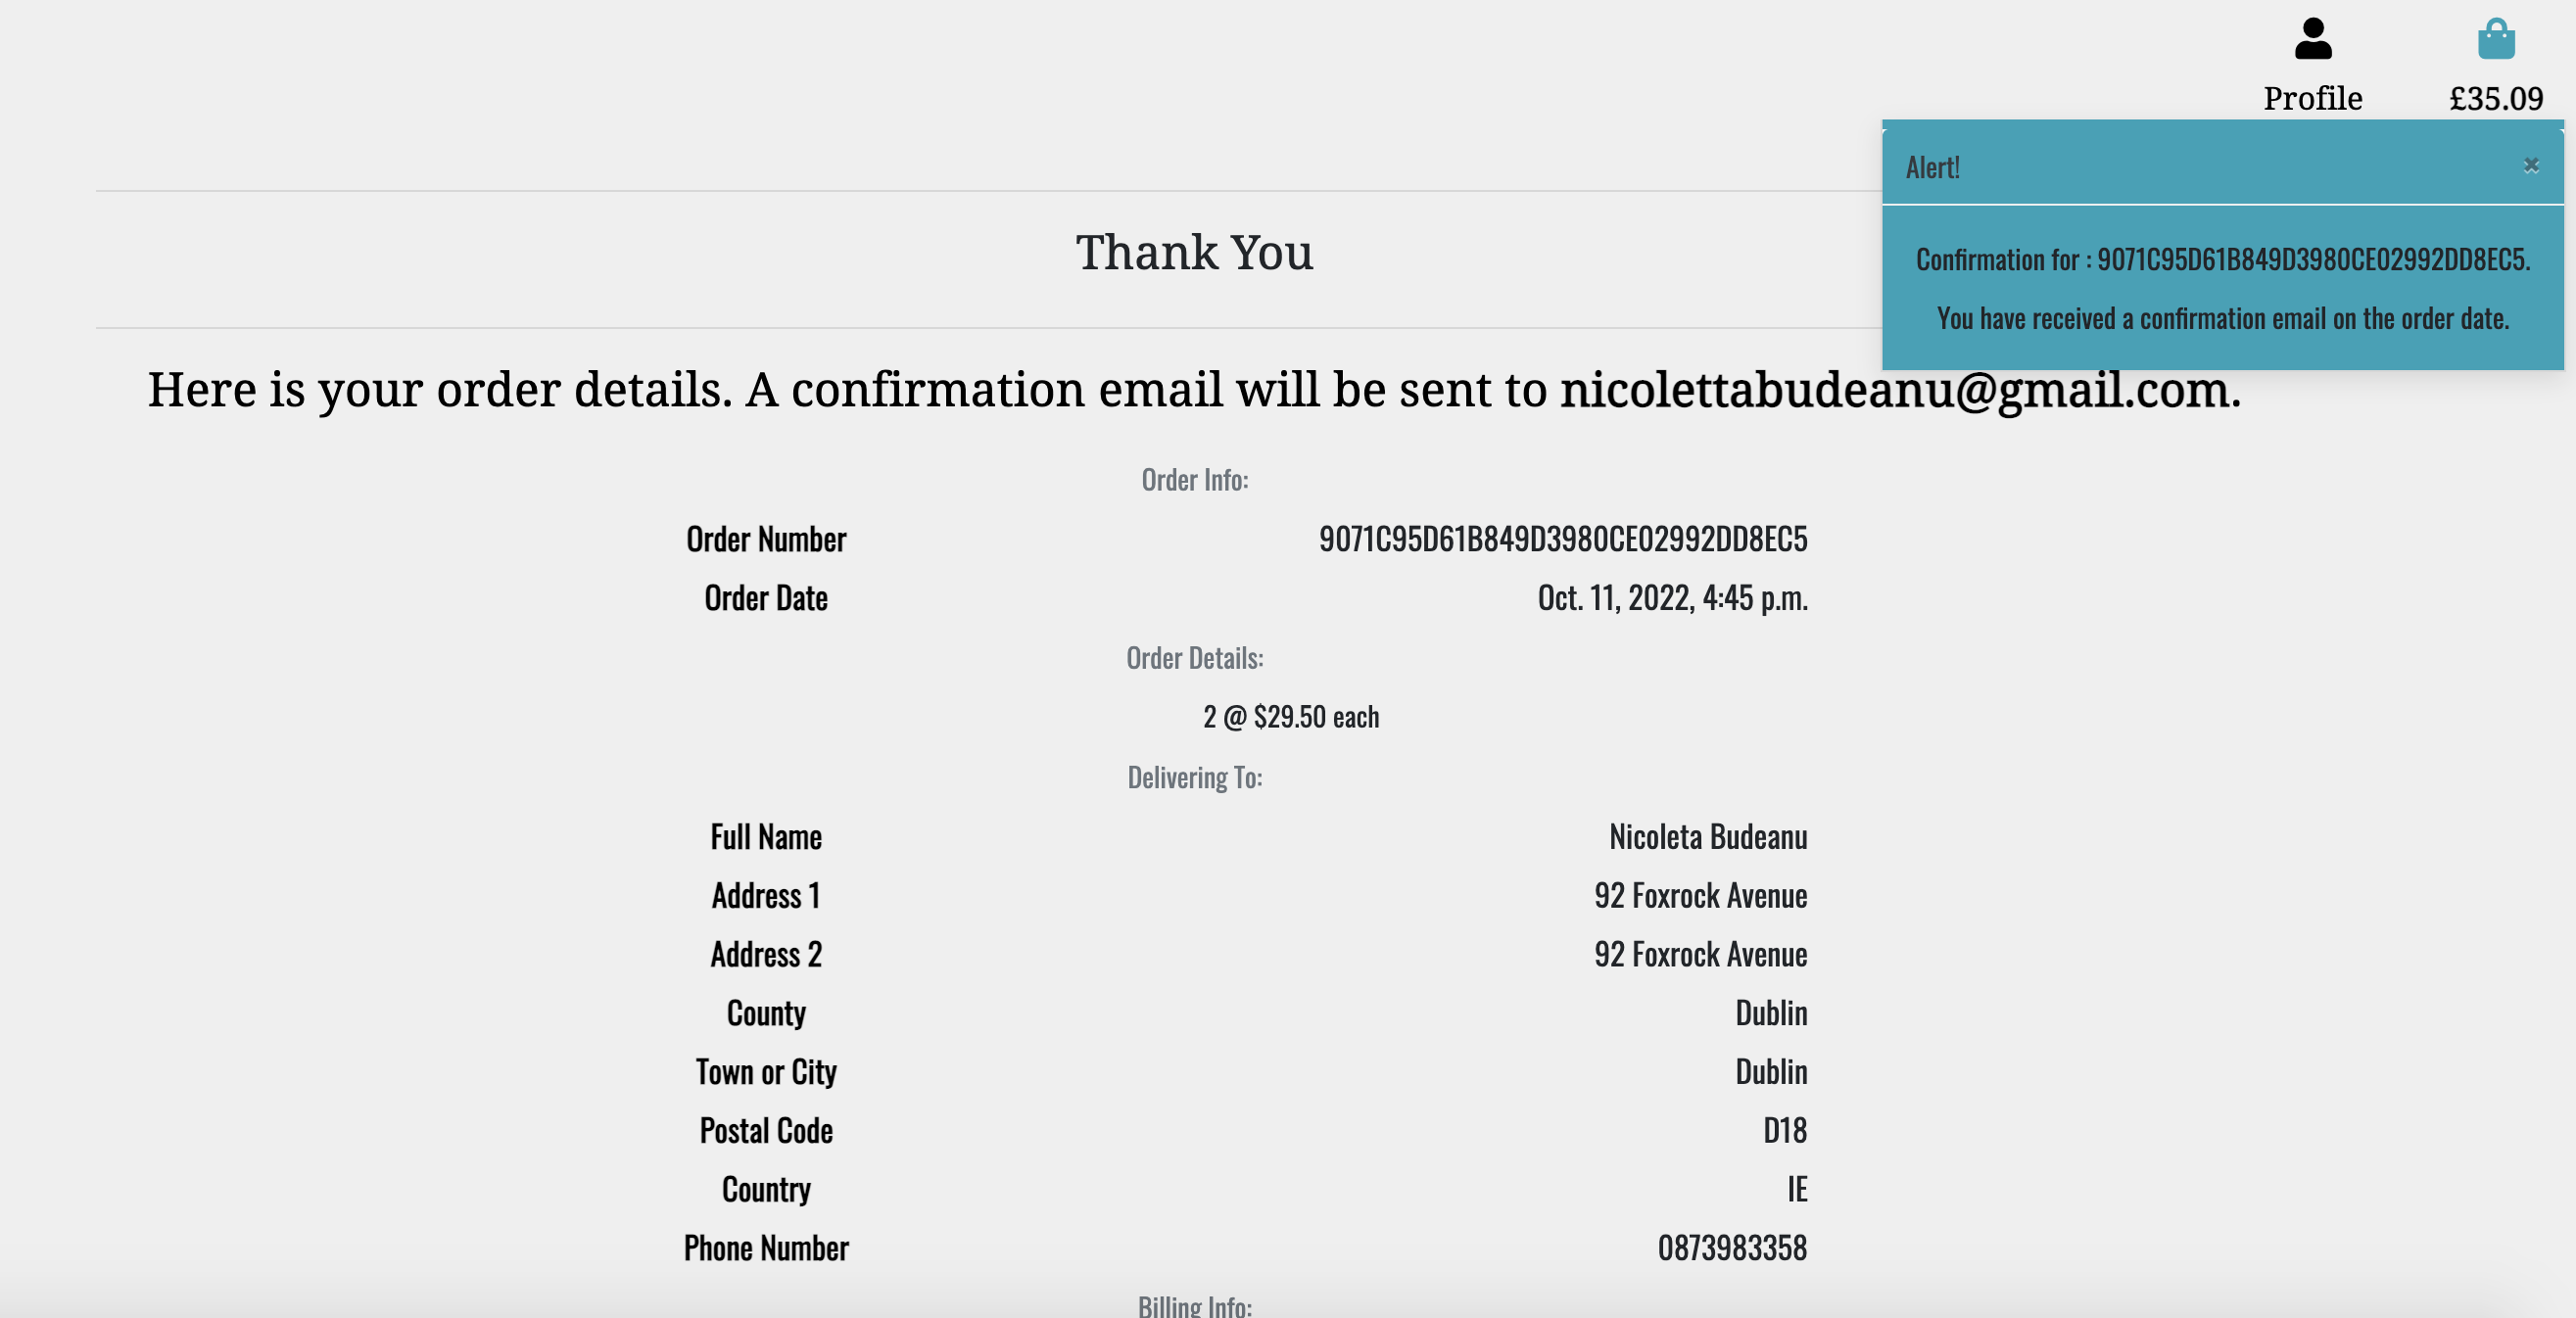 Profile
£35.09
Alert!
×
Confirmation for : 9071C95D61B849D3980CE02992DD8EC5.
You have received a confirmation email on the order date.
Thank You
Here is your order details. A confirmation email will be sent to nicolettabudeanu@gmail.com.
Order Info:
Order Number 9071C95D61B849D3980CE02992DD8EC5
Order Date Oct. 11, 2022, 4:45 p.m.
Order Details:
2 @ $29.50 each
Delivering To:
Full Name Nicoleta Budeanu
Address 1 92 Foxrock Avenue
Address 2 92 Foxrock Avenue
County Dublin
Town or City Dublin
Postal Code D18
Country IE
Phone Number 0873983358
Billing Info: